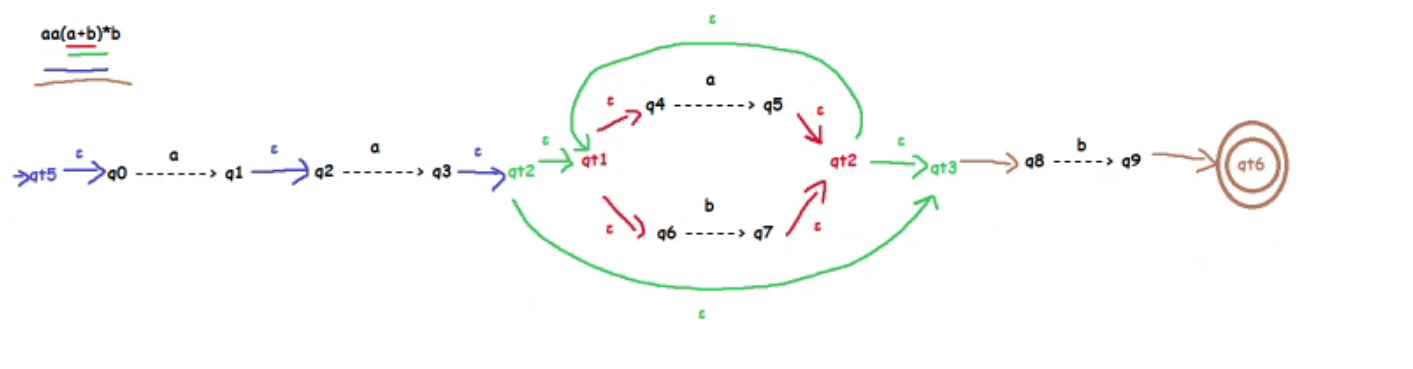 ε
aa(a+b)*b
a
ε q4 -------> q5 ε
ε a ε a ε ε ε b
qt5 q0 -------> q1 q2 -------> q3 qt2 qt1 qt2 qt3 q8 -----> q9 qt6
b
ε q6 -----> q7 ε
ε